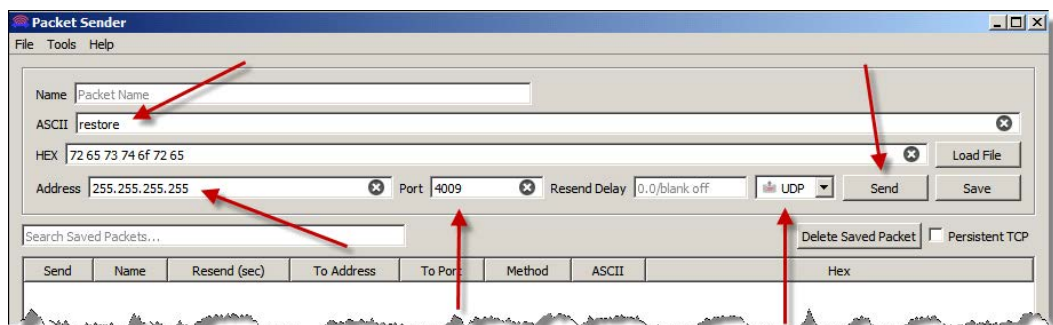 Packet Sender
File Tools Help
Name Packet Name
ASCII restore
HEX 72 65 73 74 6f 72 65 Load File
Address 255.255.255.255 Port 4009 Resend Delay 0.0/blank off UDP Send Save
Search Saved Packets... Delete Saved Packet Persistent TCP
Send Name Resend (sec) To Address To Port Method ASCII Hex